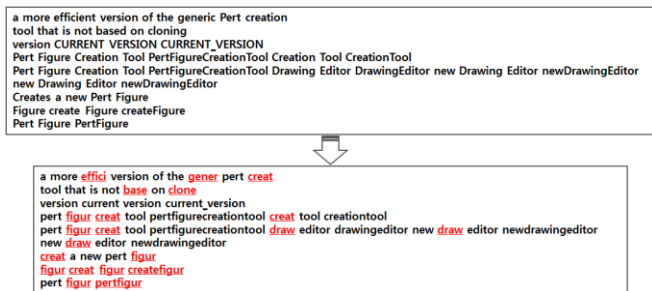 a more efficient version of the generic Pert creation
tool that is not based on cloning
version CURRENT VERSION CURRENT_VERSION
Pert Figure Creation Tool PertFigureCreationTool Creation Tool CreationTool
Pert Figure Creation Tool PertFigureCreationTool Drawing Editor DrawingEditor new Drawing Editor newDrawingEditor
new Drawing Editor newDrawingEditor
Creates a new Pert Figure
Figure create Figure createFigure
Pert Figure PertFigure
a more effici version of the gener pert creat
tool that is not base on clone
version current version current_version
pert figur creat tool pertfigurecreationtool creat tool creationtool
pert figur creat tool pertfigurecreationtool draw editor drawingeditor new draw editor newdrawingeditor
new draw editor newdrawingeditor
creat a new pert figur
figur creat figur createfigur
pert figur pertfigur